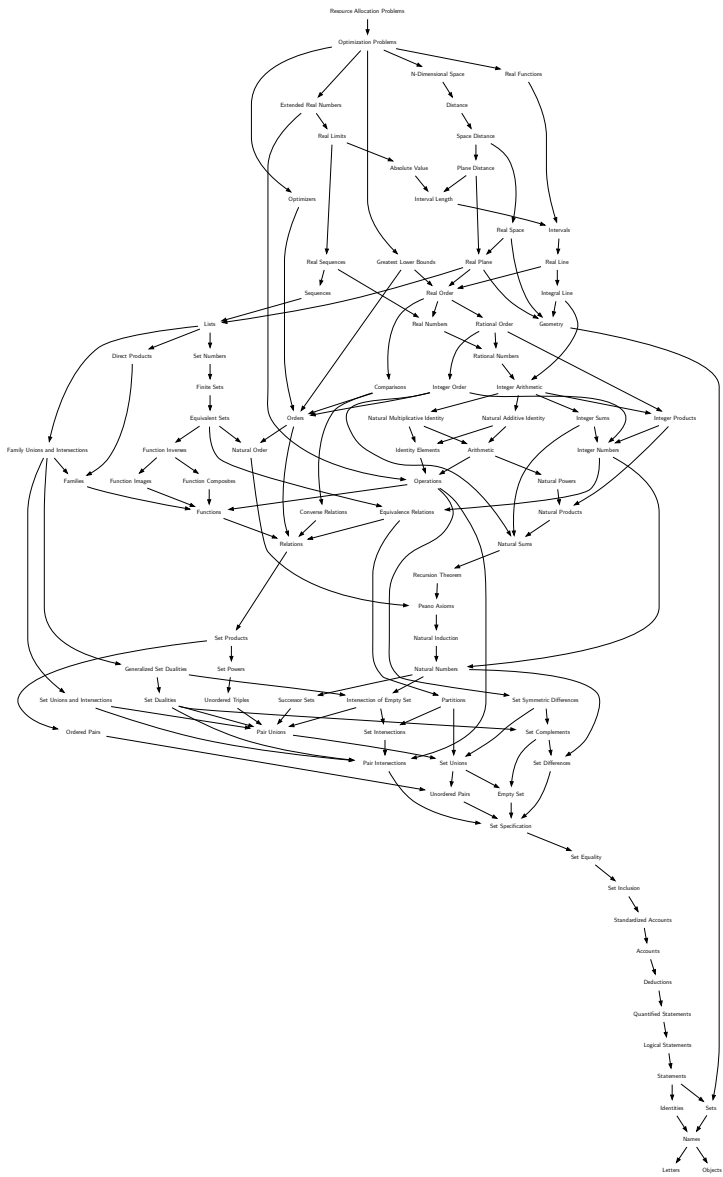 Resource Allocation Problems
Optimization Problems
N-Dimensional Space
Real Functions
Extended Real Numbers
Distance
Real Limits
Space Distance
Absolute Value
Plane Distance
Optimizers
Interval Length
Real Space
Intervals
Real Sequences
Greatest Lower Bounds
Real Plane
Real Line
Sequences
Real Order
Integral Line
Lists
Real Numbers
Rational Order
Geometry
Direct Products
Set Numbers
Rational Numbers
Finite Sets
Comparisons
Integer Order
Integer Arithmetic
Equivalent Sets
Orders
Natural Multiplicative Identity
Natural Additive Identity
Integer Sums
Integer Products
Family Unions and Intersections
Function Inverses
Natural Order
Identity Elements
Arithmetic
Integer Numbers
Families
Function Images
Function Composites
Operations
Natural Powers
Functions
Converse Relations
Equivalence Relations
Natural Products
Relations
Natural Sums
Recursion Theorem
Peano Axioms
Set Products
Natural Induction
Generalized Set Dualities
Set Powers
Natural Numbers
Set Unions and Intersections
Set Dualities
Unordered Triples
Successor Sets
Intersection of Empty Set
Partitions
Set Symmetric Differences
Ordered Pairs
Pair Unions
Set Intersections
Set Complements
Pair Intersections
Set Unions
Set Differences
Unordered Pairs
Empty Set
Set Specification
Set Equality
Set Inclusion
Standardized Accounts
Accounts
Deductions
Quantified Statements
Logical Statements
Statements
Identities
Sets
Names
Letters
Objects